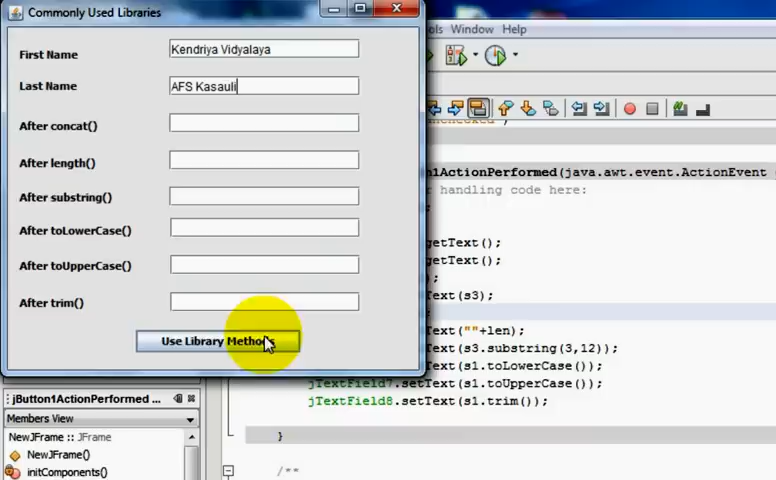 Commonly Used Libraries
First Name
Kendriya Vidyalaya
Last Name
AFS Kasauli
After concat()
After length()
After substring()
After toLowerCase()
After toUpperCase()
After trim()
Use Library Methods
ols Window Help
on1ActionPerformed(java.awt.event.ActionEvent
r handling code here:
;
getText();
getText();
);
Text(s3);
;
Text(""+len);
Text(s3.substring(3,12));
Text(s1.toLowerCase());
jTextField7.setText(s1.toUpperCase());
jTextField8.setText(s1.trim());
}
/**
jButton1ActionPerformed ...
Members View
NewJFrame :: JFrame
NewJFrame()
initComponents()